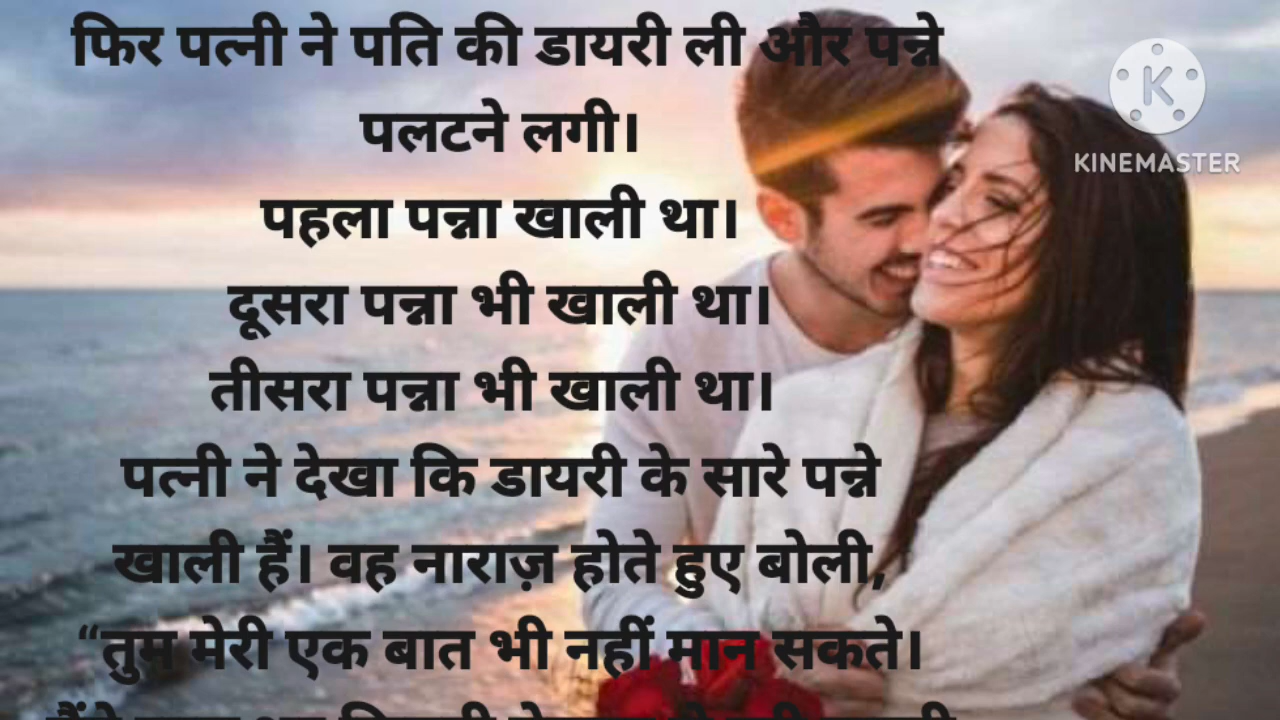 फिर पत्नी ने पति की डायरी ली और पन्ने
पलटने लगी।
पहला पन्ना खाली था।
दूसरा पन्ना भी खाली था।
तीसरा पन्ना भी खाली था।
पत्नी ने देखा कि डायरी के सारे पन्ने
खाली हैं। वह नाराज़ होते हुए बोली,
“तुम मेरी एक बात भी नहीं मान सकते।
K
KINEMASTER